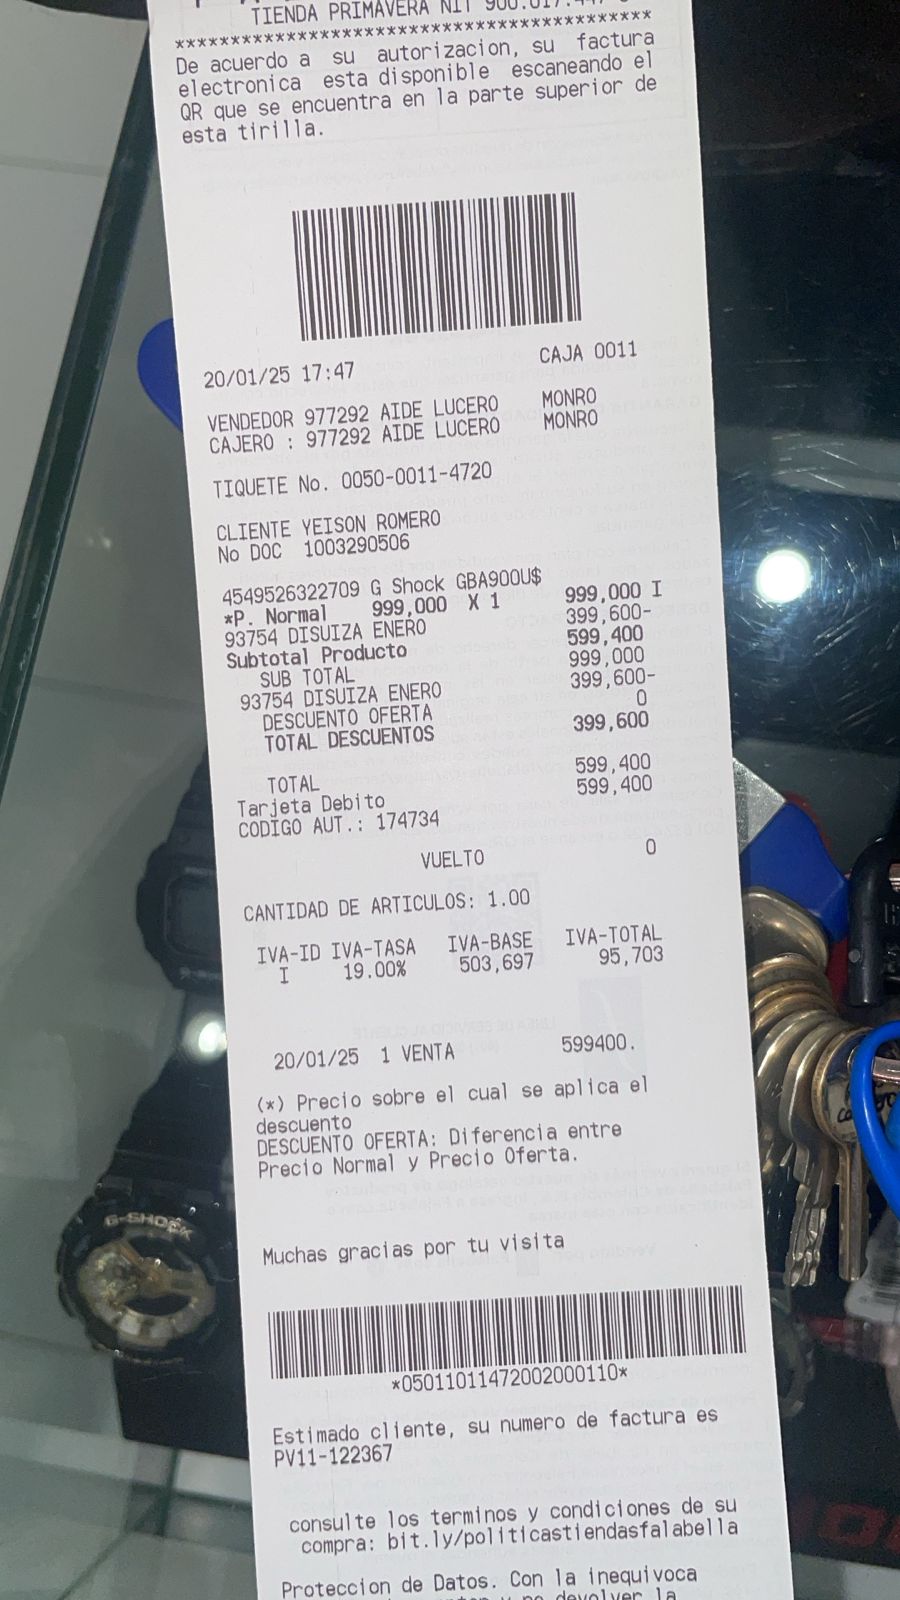 TIENDA PRIMAVERA NIT 900.017.447-8
****************************************
De acuerdo a su autorizacion, su factura
electronica esta disponible escaneando el
QR que se encuentra en la parte superior de
esta tirilla.
20/01/25 17:47 CAJA 0011
VENDEDOR 977292 AIDE LUCERO MONRO
CAJERO : 977292 AIDE LUCERO MONRO
TIQUETE No. 0050-0011-4720
CLIENTE YEISON ROMERO
No DOC 1003290506
4549526322709 G Shock GBA900U$
*P. Normal 999,000 X 1 999,000 I
93754 DISUIZA ENERO 399,600-
Subtotal Producto 599,400
SUB TOTAL 999,000
93754 DISUIZA ENERO 399,600-
DESCUENTO OFERTA 0
TOTAL DESCUENTOS 399,600
TOTAL 599,400
Tarjeta Debito 599,400
CODIGO AUT.: 174734
VUELTO 0
CANTIDAD DE ARTICULOS: 1.00
IVA-ID IVA-TASA IVA-BASE IVA-TOTAL
I 19.00% 503,697 95,703
20/01/25 1 VENTA 599400.
(*) Precio sobre el cual se aplica el
descuento
DESCUENTO OFERTA: Diferencia entre
Precio Normal y Precio Oferta.
G-SHOCK
Muchas gracias por tu visita
*05011011472002000110*
Estimado cliente, su numero de factura es
PV11-122367
consulte los terminos y condiciones de su
compra: bit.ly/politicastiendasfalabella
Proteccion de Datos. Con la inequivoca